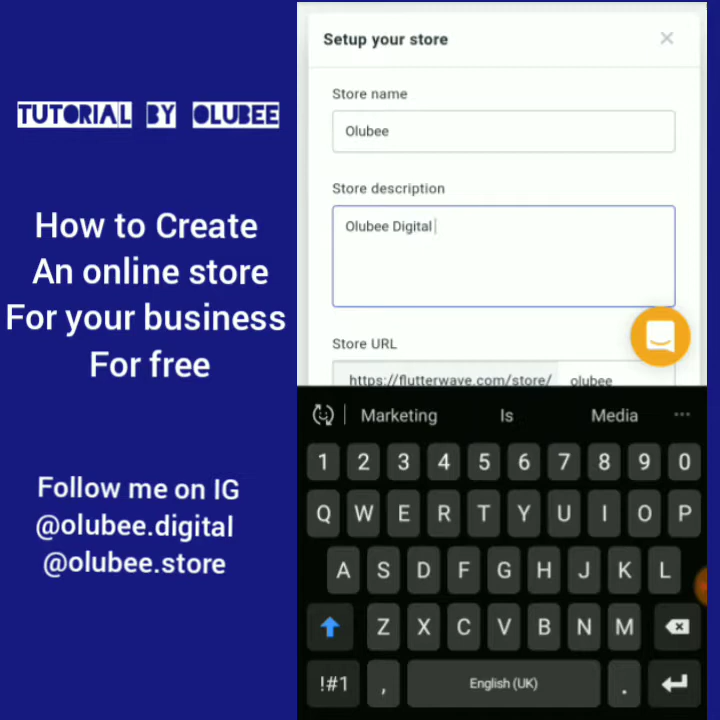 TUTORIAL BY OLUBEE
How to Create
An online store
For your business
For free
Follow me on IG
@olubee.digital
@olubee.store
Setup your store
Store name
Olubee
Store description
Olubee Digital
Store URL
https://flutterwave.com/store/ olubee
Marketing Is Media
1 2 3 4 5 6 7 8 9 0
Q W E R T Y U I O P
A S D F G H J K L
Z X C V B N M
!#1 , English (UK) .